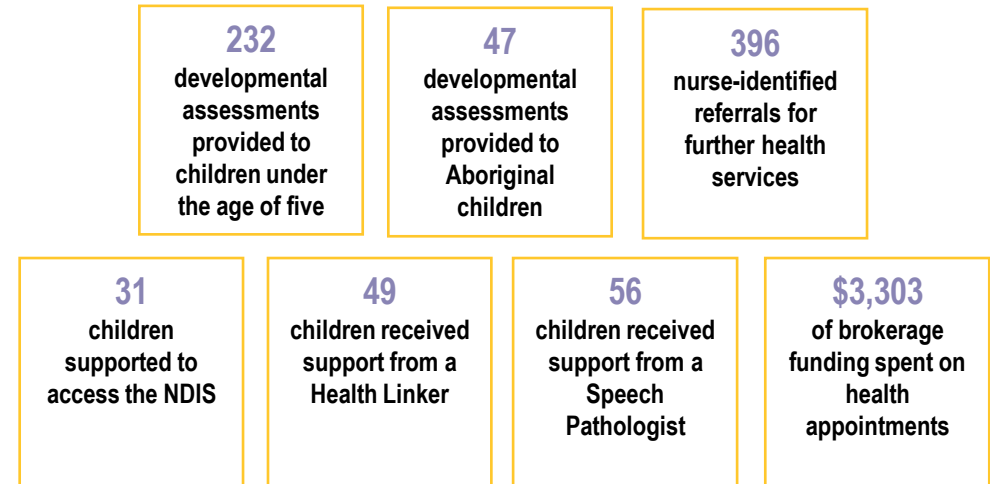 232
developmental
assessments
provided to
children under
the age of five
47
developmental
assessments
provided to
Aboriginal
children
396
nurse-identified
referrals for
further health
services
31
children
supported to
access the NDIS
49
children received
support from a
Health Linker
56
children received
support from a
Speech
Pathologist
$3,303
of brokerage
funding spent on
health
appointments